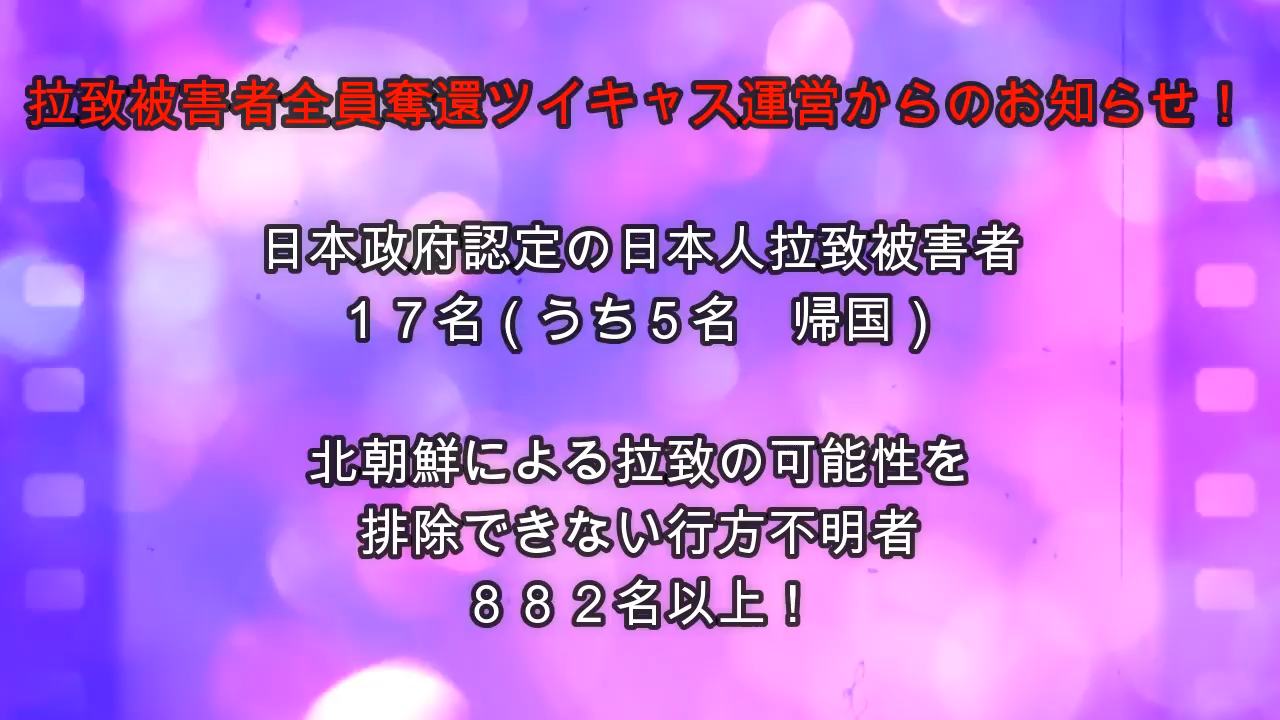 拉致被害者全員奪還ツイキャス運営からのお知らせ！
日本政府認定の日本人拉致被害者
１７名（うち５名　帰国）
北朝鮮による拉致の可能性を
排除できない行方不明者
８８２名以上！